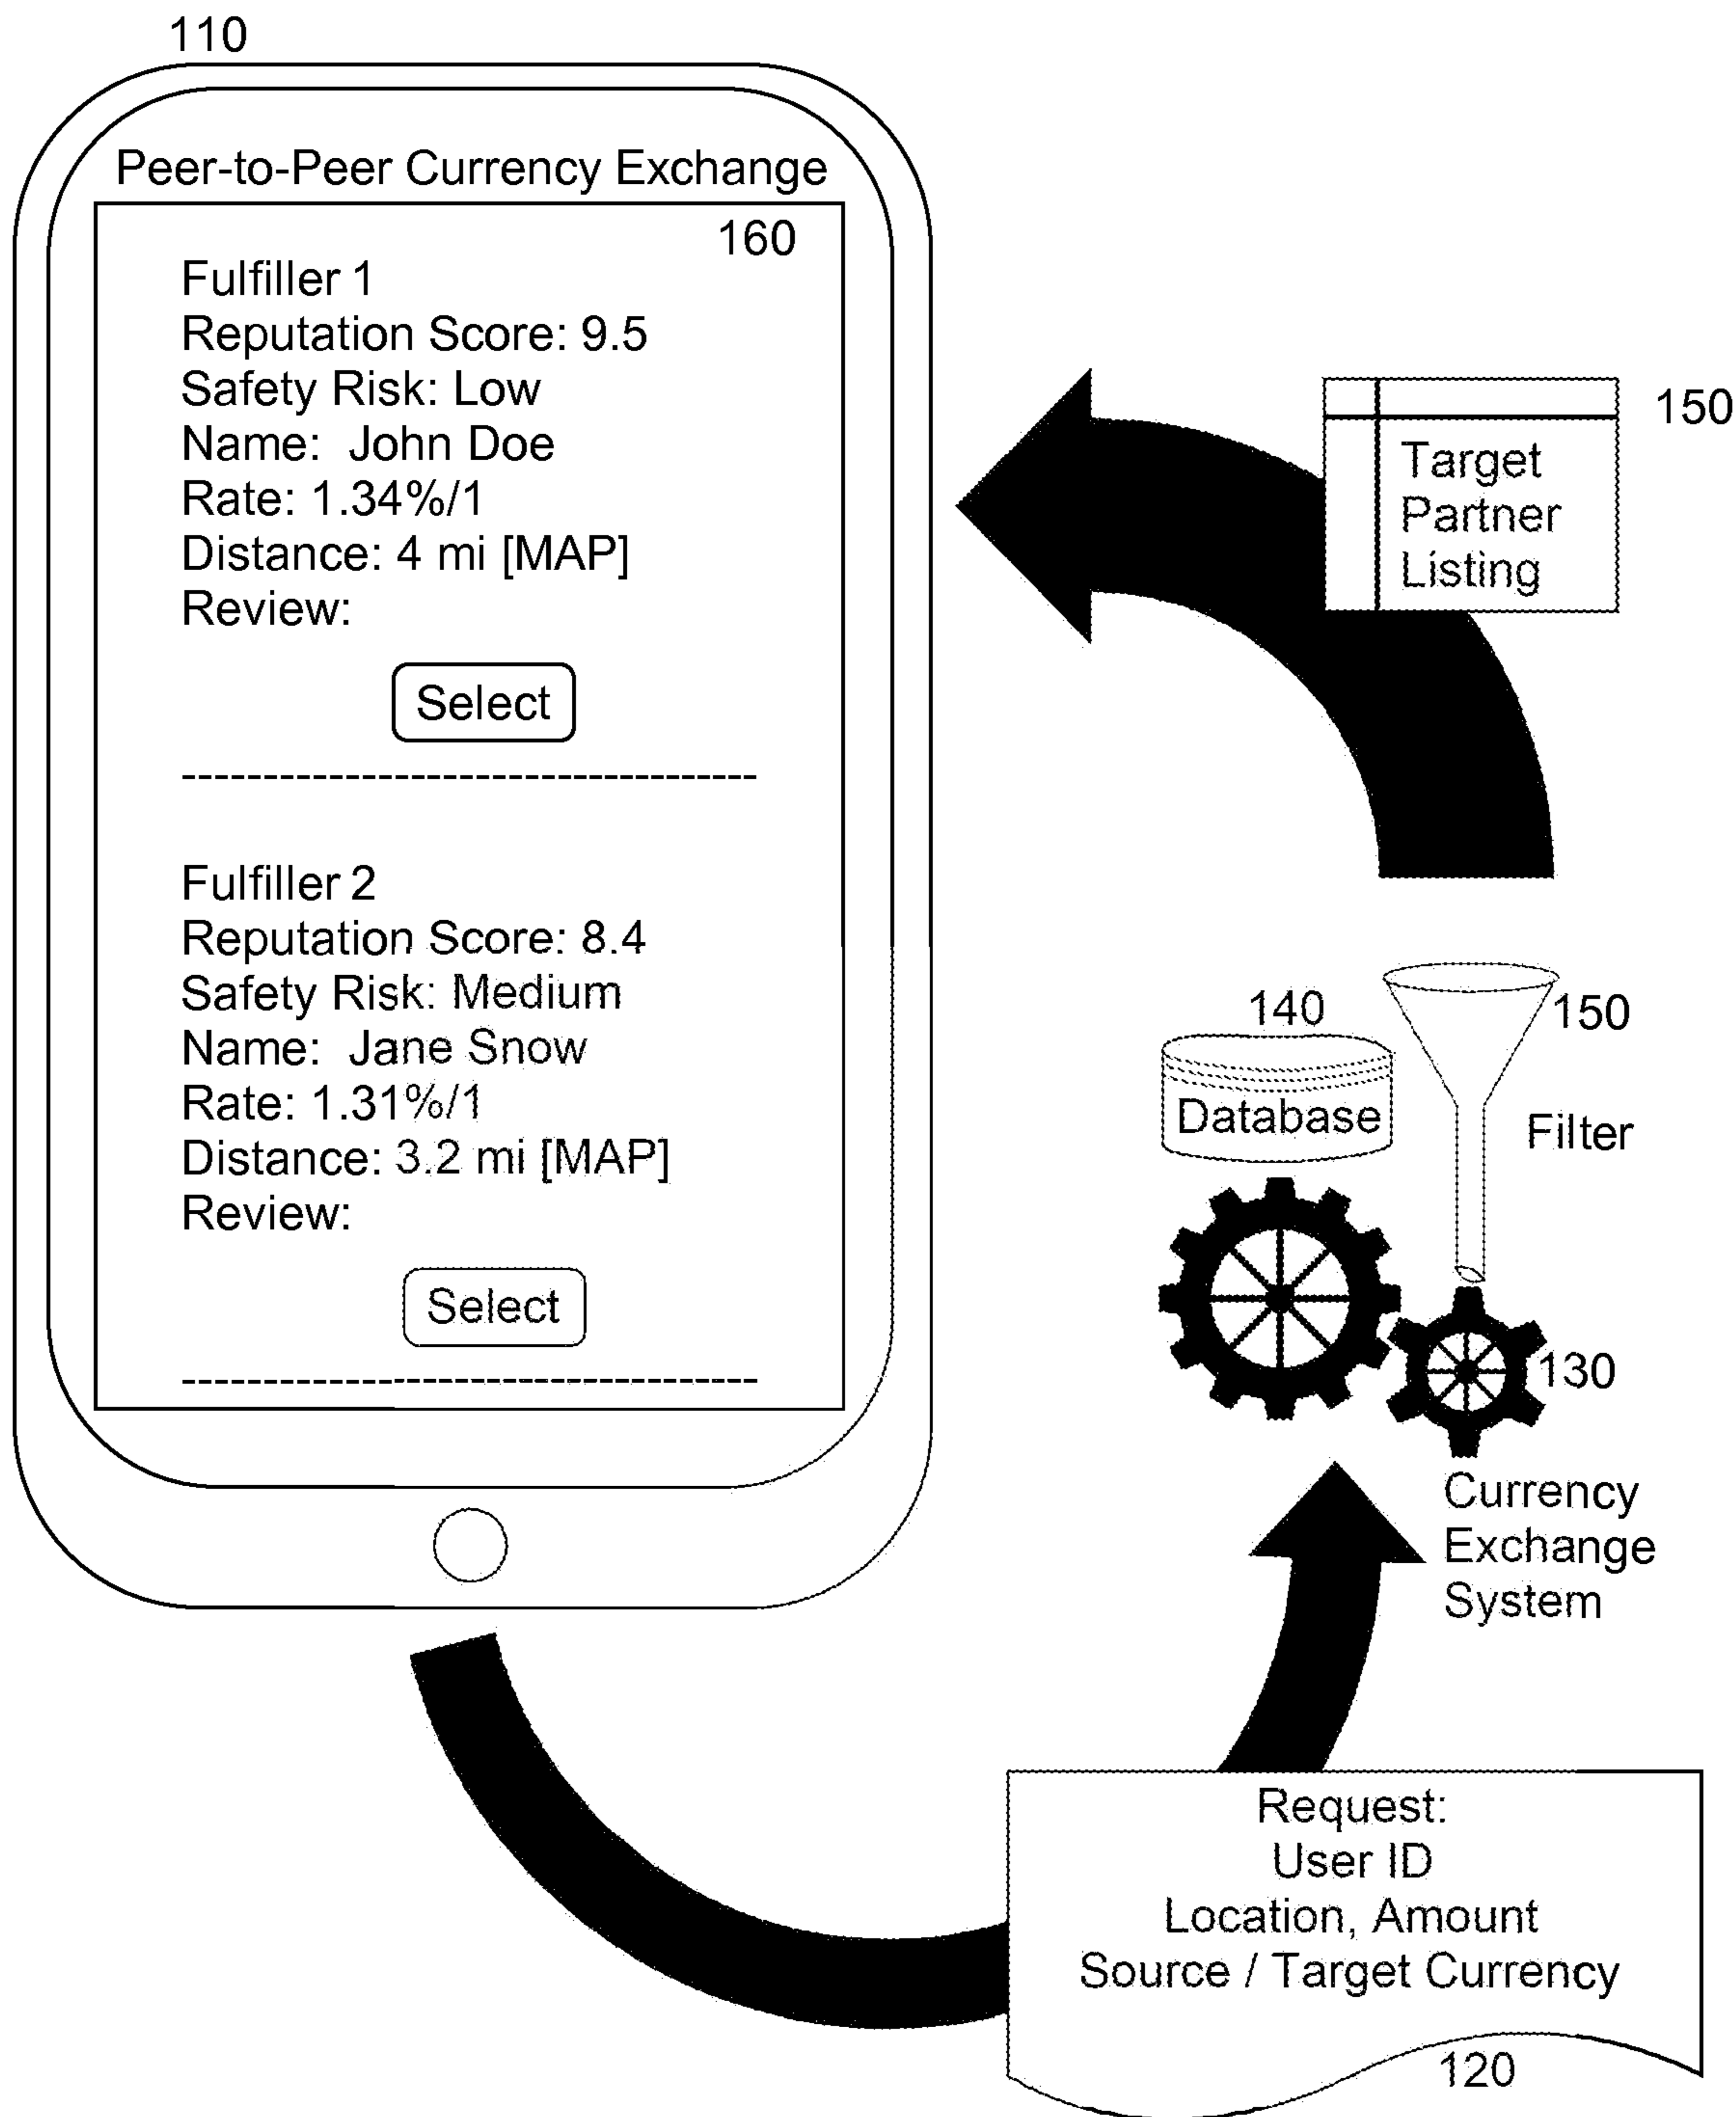 110
Peer-to-Peer Currency Exchange
160
Fulfiller 1
Reputation Score: 9.5
Safety Risk: Low
Name: John Doe
Rate: 1.34%/1
Distance: 4 mi [MAP]
Review:
Select
------------------------------------
Fulfiller 2
Reputation Score: 8.4
Safety Risk: Medium
Name: Jane Snow
Rate: 1.31%/1
Distance: 3.2 mi [MAP]
Review:
Select
------------------------------------
150
Target
Partner
Listing
140
Database
150
Filter
130
Currency
Exchange
System
Request:
User ID
Location, Amount
Source / Target Currency
120